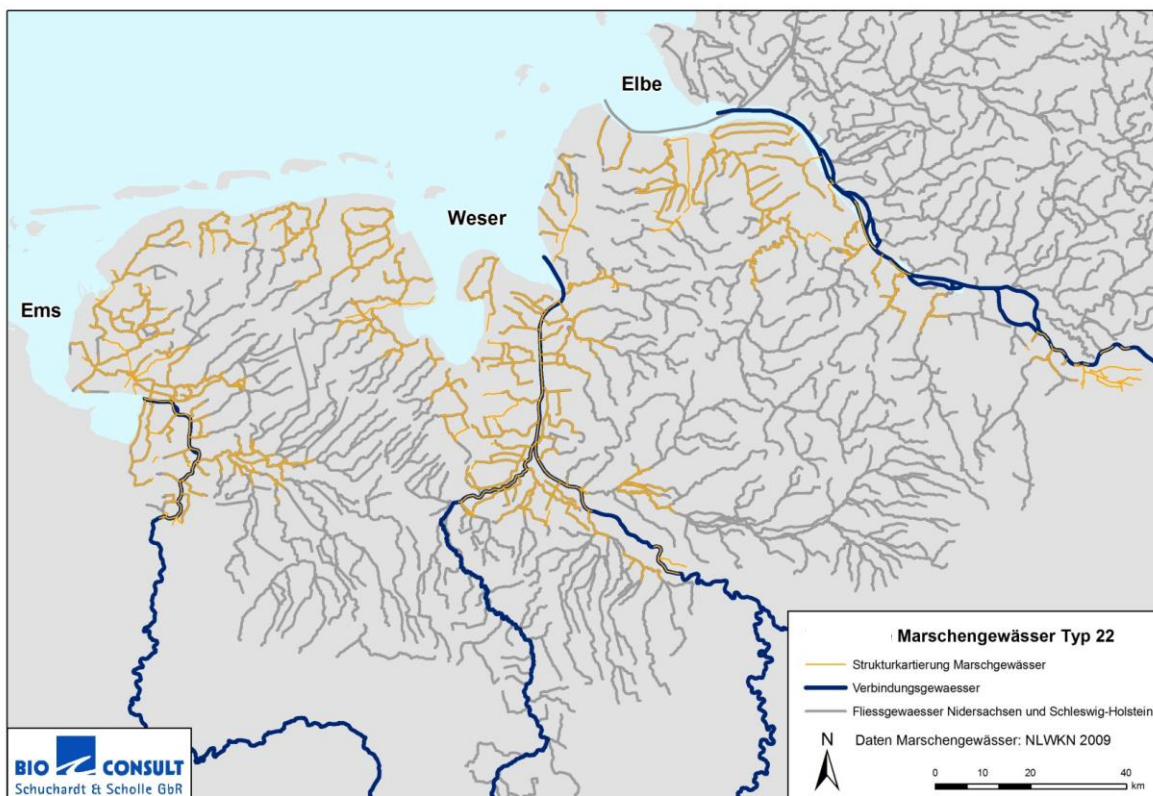 Elbe
Weser
Ems
Marschengewässer Typ 22
Strukturkartierung Marschgewässer
Verbindungsgewaesser
Fliessgewaesser Nidersachsen und Schleswig-Holstein
N
Daten Marschengewässer: NLWKN 2009
0 10 20 40
km
BIO CONSULT
Schuchardt & Scholle GbR